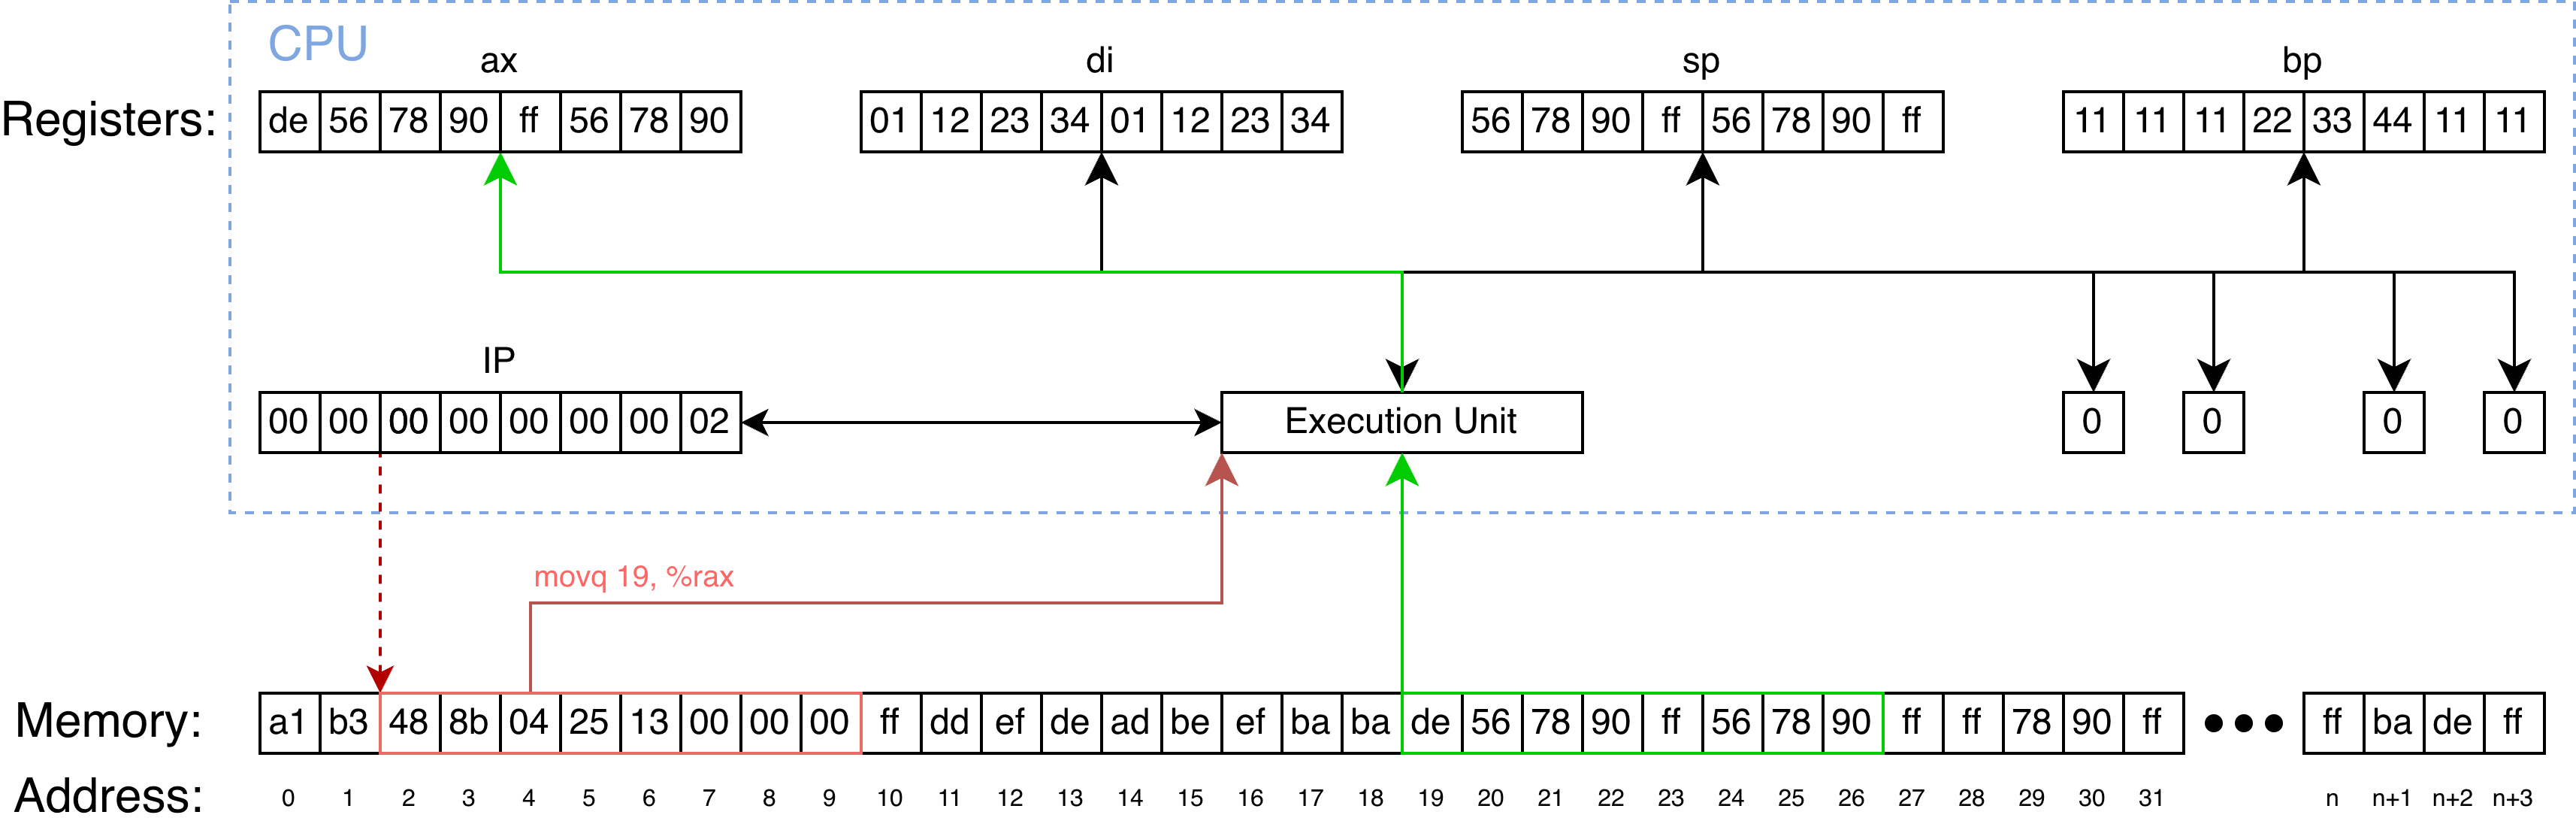 CPU
ax di sp bp
Registers: de 56 78 90 ff 56 78 90 01 12 23 34 01 12 23 34 56 78 90 ff 56 78 90 ff 11 11 11 22 33 44 11 11
IP
00 00 00 00 00 00 00 02 Execution Unit 0 0 0 0
movq 19, %rax
Memory: a1 b3 48 8b 04 25 13 00 00 00 ff dd ef de ad be ef ba ba de 56 78 90 ff 56 78 90 ff ff 78 90 ff ff ba de ff
Address: 0 1 2 3 4 5 6 7 8 9 10 11 12 13 14 15 16 17 18 19 20 21 22 23 24 25 26 27 28 29 30 31 n n+1 n+2 n+3